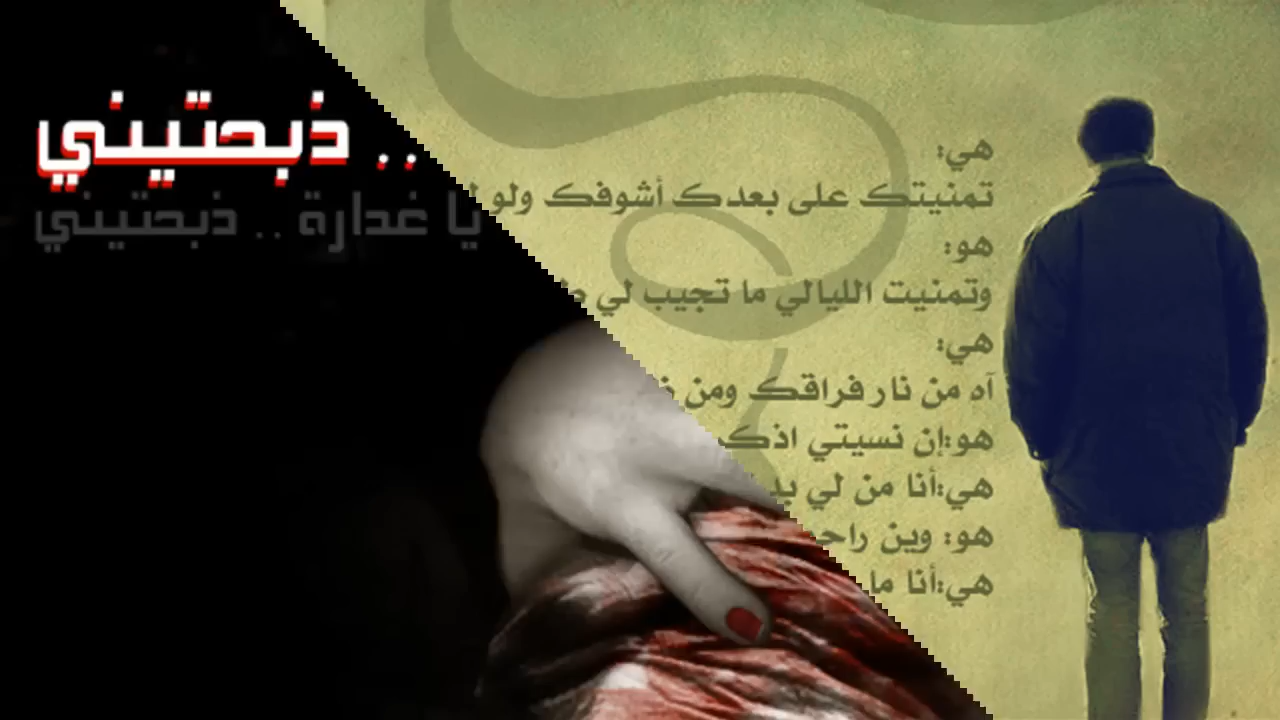 ذبحتيني ..
يا غدارة .. ذبحتيني
هي:
تمنيتك على بعدك أشوفك ولو
هو:
وتمنيت الليالي ما تجيب لي
هي:
آه من نار فراقك ومن
هو:إن نسيتي اذكر
هي:أنا من لي
هو: وين راح
هي:أنا ما